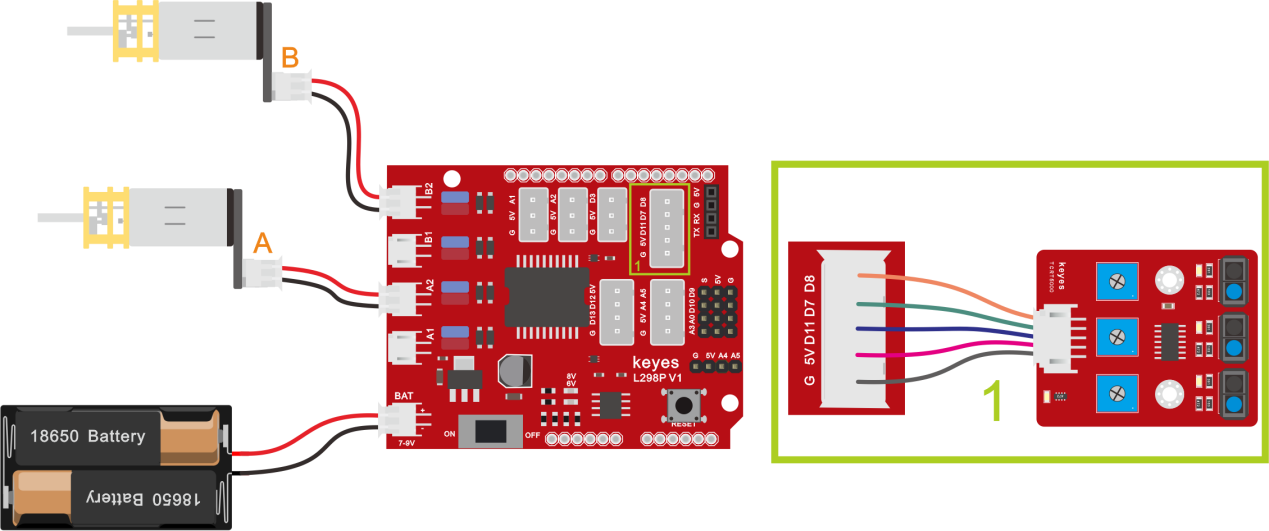 B
A
18650 Battery
18650 Battery
B2
B1
A2
A1
BAT
+
-
7-9V
ON
OFF
G 5V A1
G 5V A2
G 5V D3
G 5V D11 D7 D8
1
TX RX G 5V
G D13 D12 5V
G 5V A4 A5
S 5V G
A3 A0 D10 D9
keyes
L298P V1
G 5V A4 A5
8V
6V
RESET
G 5V D11 D7 D8
1
keyes
TCRT5000